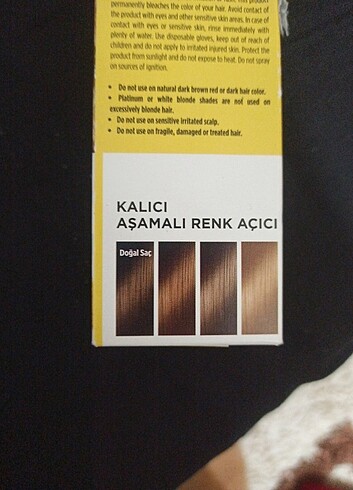 permanently bleaches the color of your hair. Avoid contact of
the product with eyes and other sensitive skin areas. In case of
contact with eyes or sensitive skin, rinse immediately with
plenty of water. Use disposable gloves, keep out of reach of
children and do not apply to irritated injured skin. Protect the
product from sunlight and do not expose to heat. Do not spray
on sources of ignition.
• Do not use on natural dark brown red or dark hair color.
• Platinum or white blonde shades are not used on
excessively blonde hair.
• Do not use on sensitive irritated scalp.
• Do not use on fragile, damaged or treated hair.
KALICI
AŞAMALI RENK AÇICI
Doğal Saç